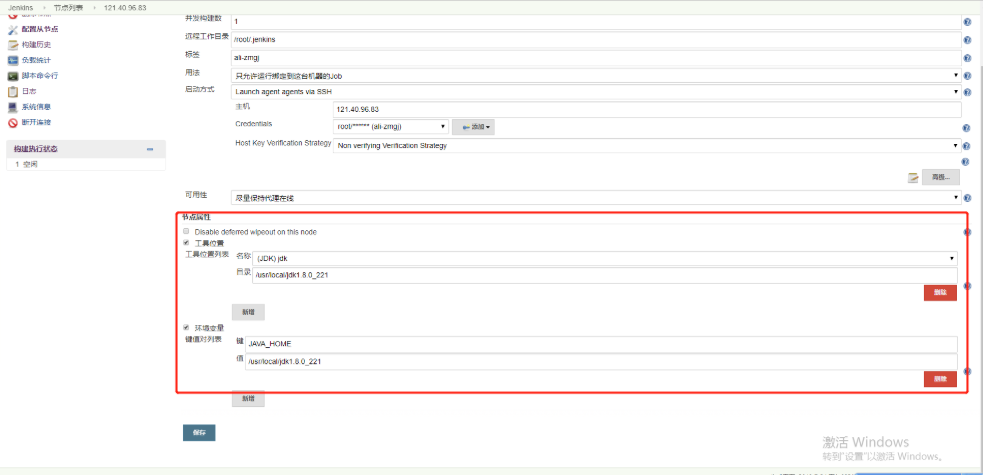 Jenkins › 节点列表 › 121.40.96.83
配置从节点
构建历史
负载统计
脚本命令行
日志
系统信息
断开连接
构建执行状态
1 空闲
并发构建数 1
远程工作目录 /root/.jenkins
标签 ali-zmgj
用法 只允许运行绑定到这台机器的Job
启动方式 Launch agent agents via SSH
主机 121.40.96.83
Credentials root/****** (ali-zmgj) 添加
Host Key Verification Strategy Non verifying Verification Strategy
高级...
可用性 尽量保持代理在线
节点属性
Disable deferred wipeout on this node
工具位置
工具位置列表 名称 (JDK) jdk
目录 /usr/local/jdk1.8.0_221
删除
新增
环境变量
键值对列表 键 JAVA_HOME
值 /usr/local/jdk1.8.0_221
删除
新增
保存
激活 Windows
转到"设置"以激活 Windows。